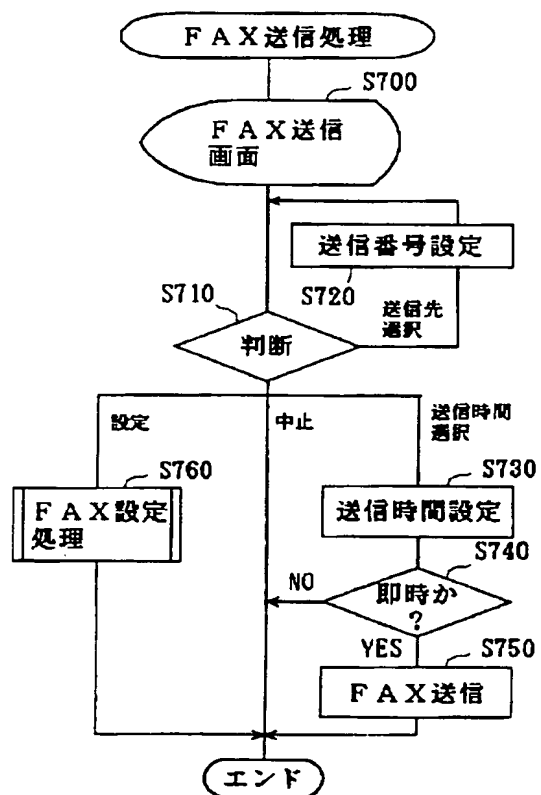 ＦＡＸ送信処理
S700
ＦＡＸ送信
画面
送信番号設定
S720
S710
送信先
選択
判断
設定
中止
送信時間
選択
S760
ＦＡＸ設定
処理
S730
送信時間設定
S740
即時か
?
NO
YES
S750
ＦＡＸ送信
エンド